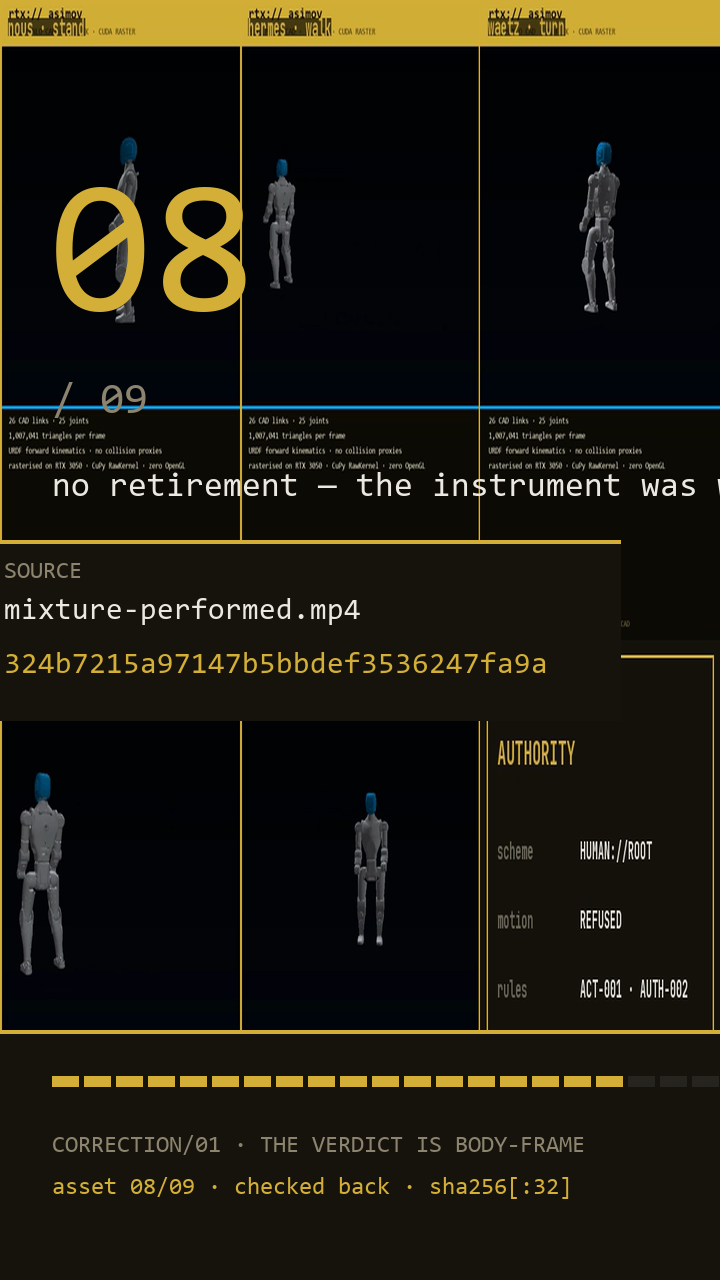 rtx:// asimov
rtx:// asimov
rtx:// asimov
nous · stand
· CUDA RASTER
hermes · walk
· CUDA RASTER
waetz · turn
· CUDA RASTER
08
/ 09
26 CAD links · 25 joints
1,007,041 triangles per frame
URDF forward kinematics · no collision proxies
rasterised on RTX 3050 · CuPy RawKernel · zero OpenGL
26 CAD links · 25 joints
1,007,041 triangles per frame
URDF forward kinematics · no collision proxies
rasterised on RTX 3050 · CuPy RawKernel · zero OpenGL
26 CAD links · 25 joints
1,007,041 triangles per frame
URDF forward kinematics · no collision proxies
rasterised on RTX 3050 · CuPy RawKernel · zero OpenGL
no retirement — the instrument was
SOURCE
mixture-performed.mp4
324b7215a97147b5bbdef3536247fa9a
AUTHORITY
scheme HUMAN://ROOT
motion REFUSED
rules ACT-001 · AUTH-002
CORRECTION/01 · THE VERDICT IS BODY-FRAME
asset 08/09 · checked back · sha256[:32]